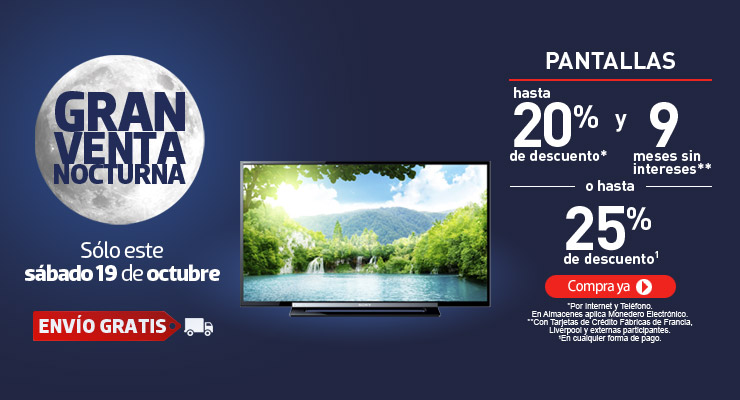 GRAN
VENTA
NOCTURNA
Sólo este
sábado 19 de octubre
ENVÍO GRATIS
PANTALLAS
hasta
20% y 9
de descuento* meses sin
intereses**
o hasta
25%
de descuento¹
Compra ya
*Por Internet y Teléfono.
En Almacenes aplica Monedero Electrónico.
**Con Tarjetas de Crédito Fábricas de Francia,
Liverpool y externas participantes.
¹En cualquier forma de pago.